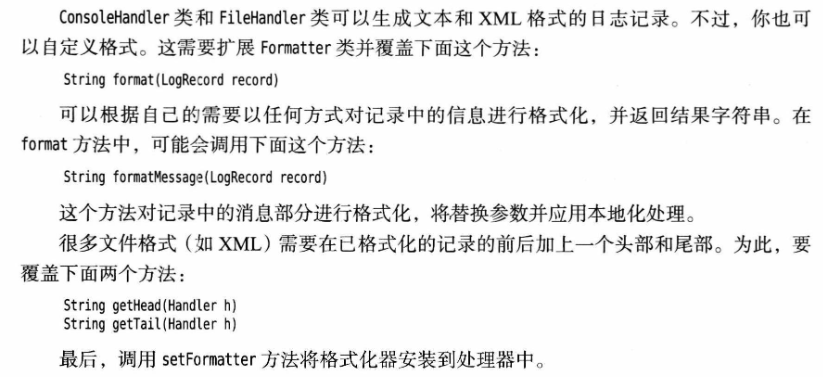 ConsoleHandler 类和 FileHandler 类可以生成文本和 XML 格式的日志记录。不过，你也可
以自定义格式。这需要扩展 Formatter 类并覆盖下面这个方法：
String format(LogRecord record)
可以根据自己的需要以任何方式对记录中的信息进行格式化，并返回结果字符串。在
format 方法中，可能会调用下面这个方法：
String formatMessage(LogRecord record)
这个方法对记录中的消息部分进行格式化，将替换参数并应用本地化处理。
很多文件格式（如 XML）需要在已格式化的记录的前后加上一个头部和尾部。为此，要
覆盖下面两个方法：
String getHead(Handler h)
String getTail(Handler h)
最后，调用 setFormatter 方法将格式化器安装到处理器中。